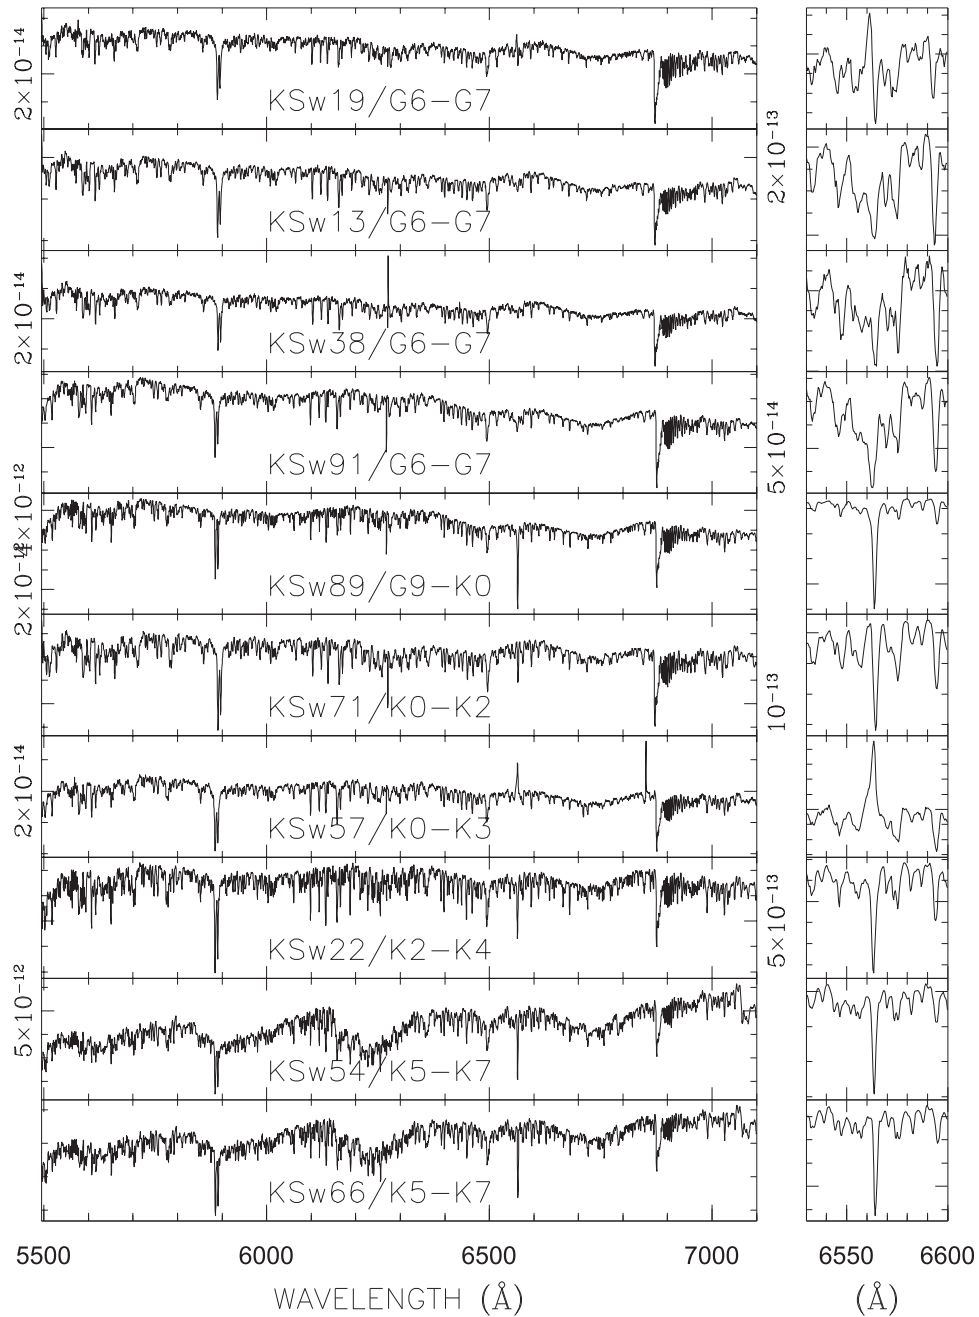 2×10⁻¹⁴
KSw19/G6-G7
2×10⁻¹³
KSw13/G6-G7
2×10⁻¹⁴
KSw38/G6-G7
5×10⁻¹⁴
KSw91/G6-G7
2×10⁻¹²
KSw89/G9-K0
KSw71/K0-K2
10⁻¹³
2×10⁻¹⁴
KSw57/K0-K3
5×10⁻¹³
KSw22/K2-K4
5×10⁻¹²
KSw54/K5-K7
KSw66/K5-K7
5500 6000 6500 7000 6550 6600
WAVELENGTH (Å) (Å)